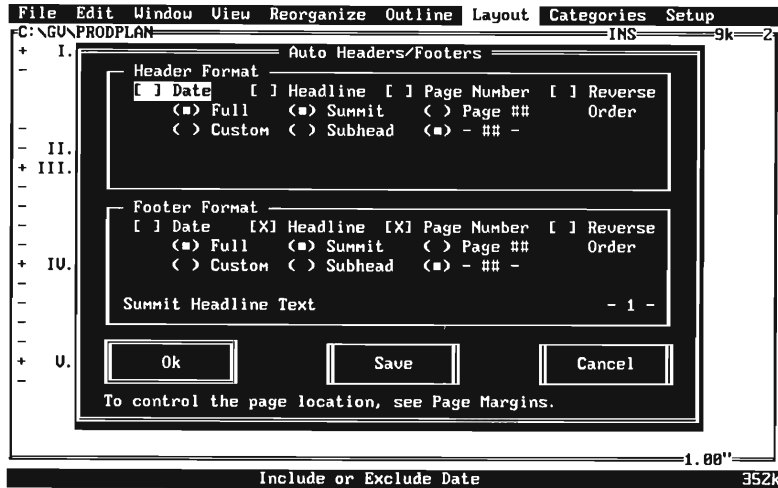 File Edit Window View Reorganize Outline Layout Categories Setup
C:\GV\PRODPLAN INS 9k 2
+ I. Auto Headers/Footers
- Header Format
[ ] Date [ ] Headline [ ] Page Number [ ] Reverse
(■) Full (■) Summit ( ) Page ## Order
- ( ) Custom ( ) Subhead (■) - ## -
- II.
+ III.
-
- Footer Format
- [ ] Date [X] Headline [X] Page Number [ ] Reverse
- (■) Full (■) Summit ( ) Page ## Order
+ IV. ( ) Custom ( ) Subhead (■) - ## -
-
- Summit Headline Text - 1 -
-
-
+ V. Ok Save Cancel
-
To control the page location, see Page Margins.
1.00"
Include or Exclude Date 352k